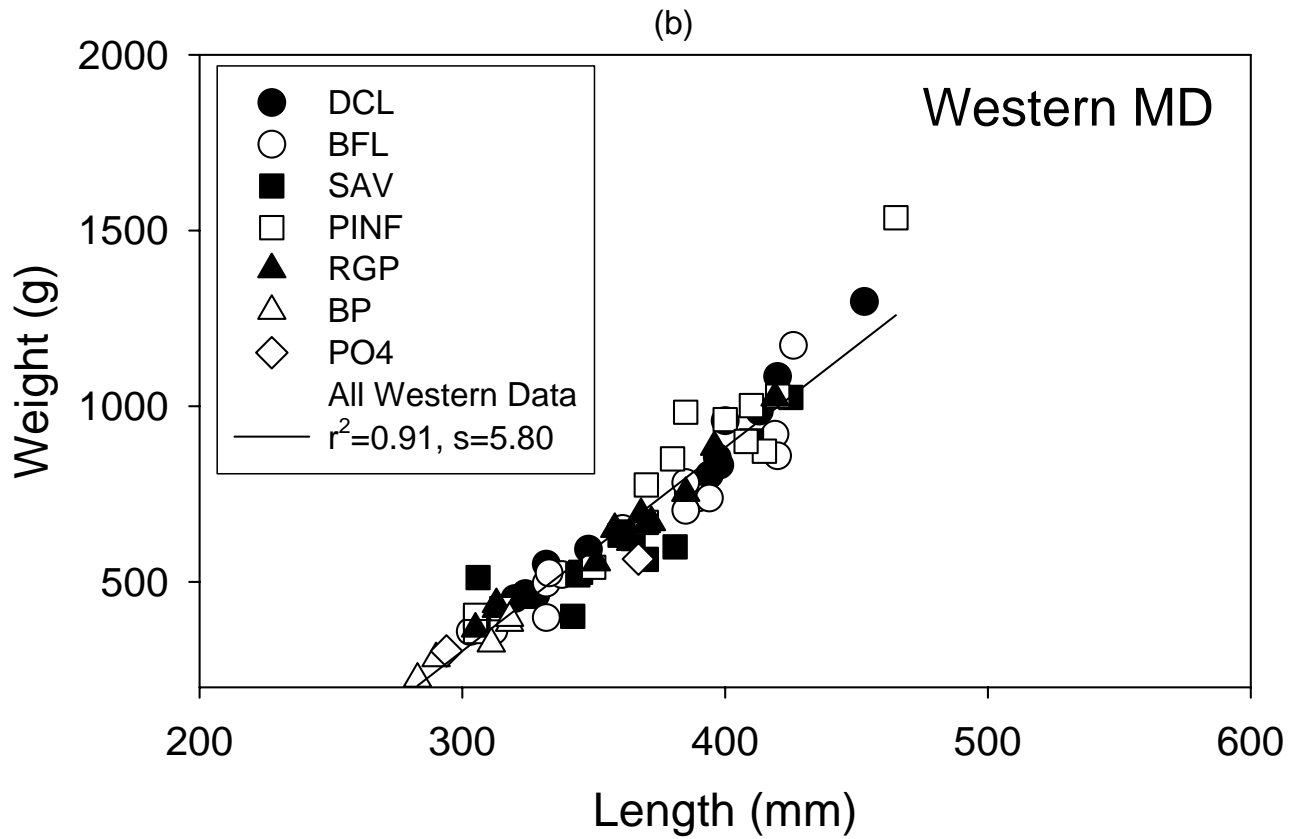 (b)
2000
1500
1000
500
Weight (g)
DCL
BFL
SAV
PINF
RGP
BP
PO4
All Western Data
r²=0.91, s=5.80
Western MD
200 300 400 500 600
Length (mm)